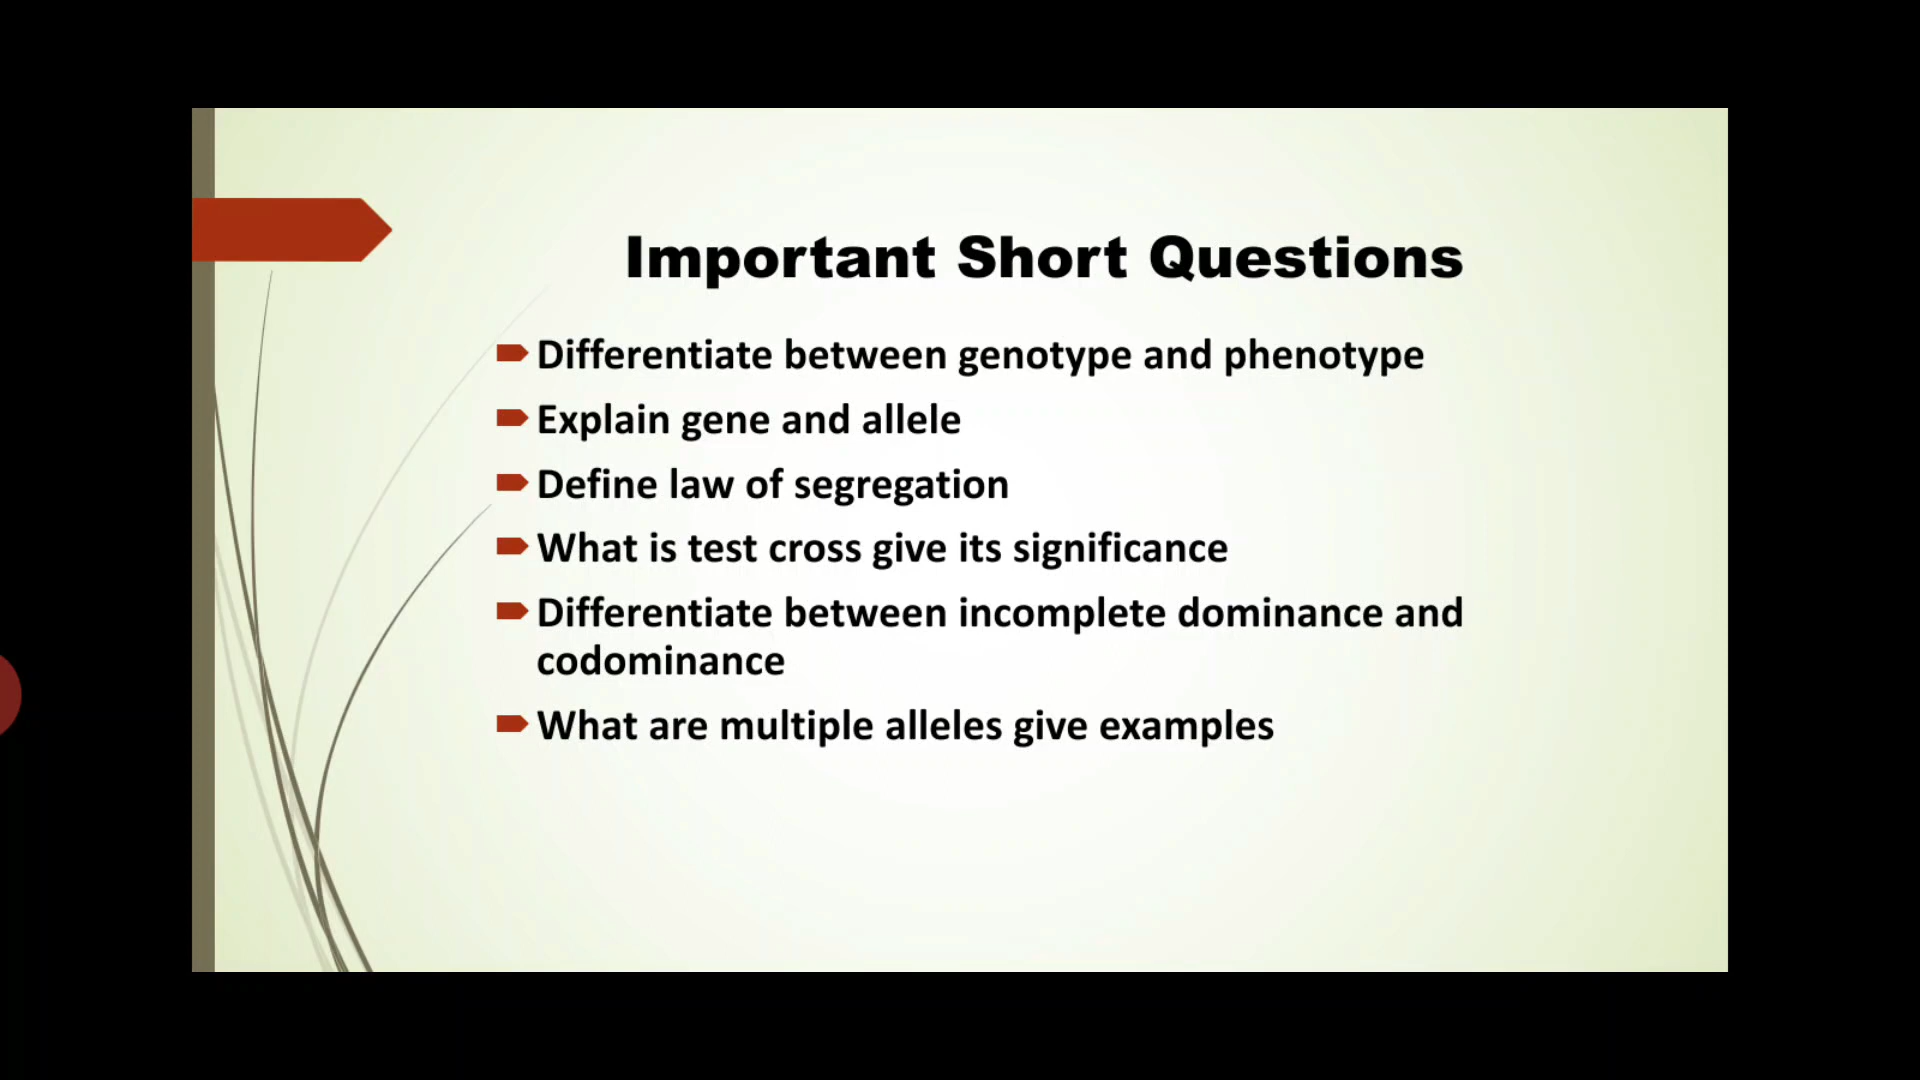 Important Short Questions
Differentiate between genotype and phenotype
Explain gene and allele
Define law of segregation
What is test cross give its significance
Differentiate between incomplete dominance and
codominance
What are multiple alleles give examples